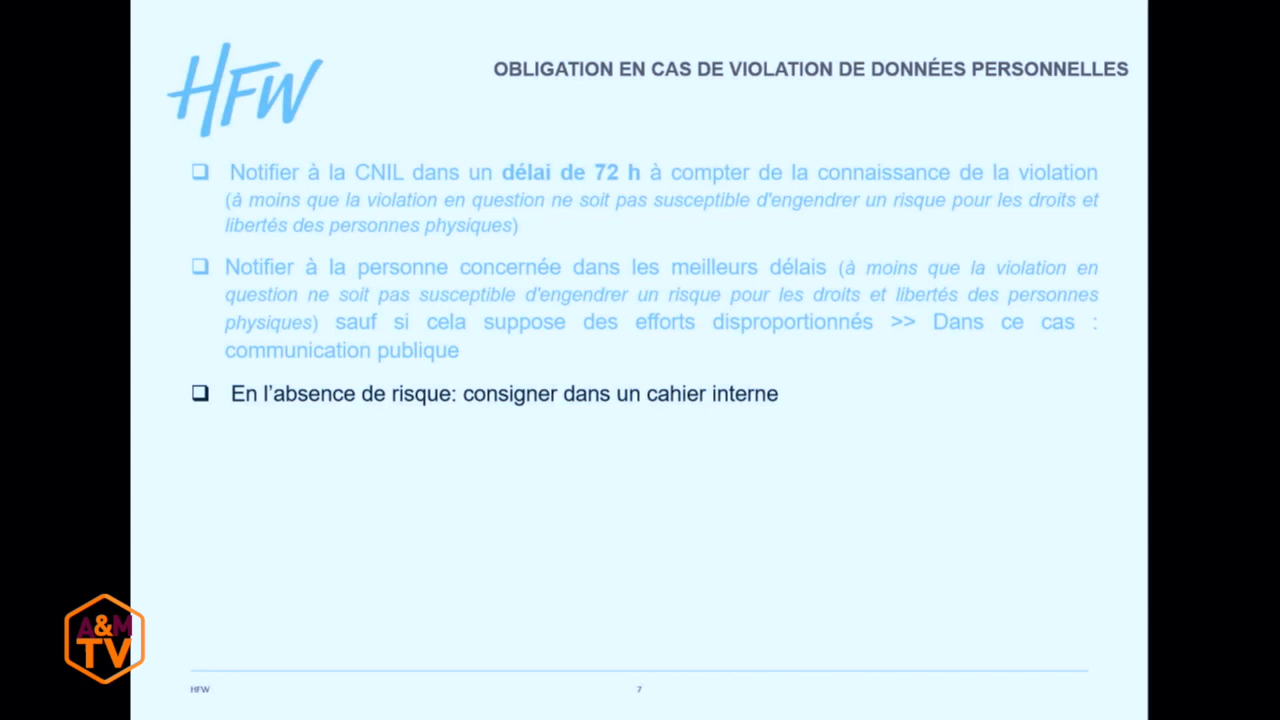 HFW
OBLIGATION EN CAS DE VIOLATION DE DONNÉES PERSONNELLES
❑ Notifier à la CNIL dans un délai de 72 h à compter de la connaissance de la violation
(à moins que la violation en question ne soit pas susceptible d'engendrer un risque pour les droits et
libertés des personnes physiques)
❑ Notifier à la personne concernée dans les meilleurs délais (à moins que la violation en
question ne soit pas susceptible d'engendrer un risque pour les droits et libertés des personnes
physiques) sauf si cela suppose des efforts disproportionnés >> Dans ce cas :
communication publique
❑ En l’absence de risque: consigner dans un cahier interne
A&M
TV
HFW
7